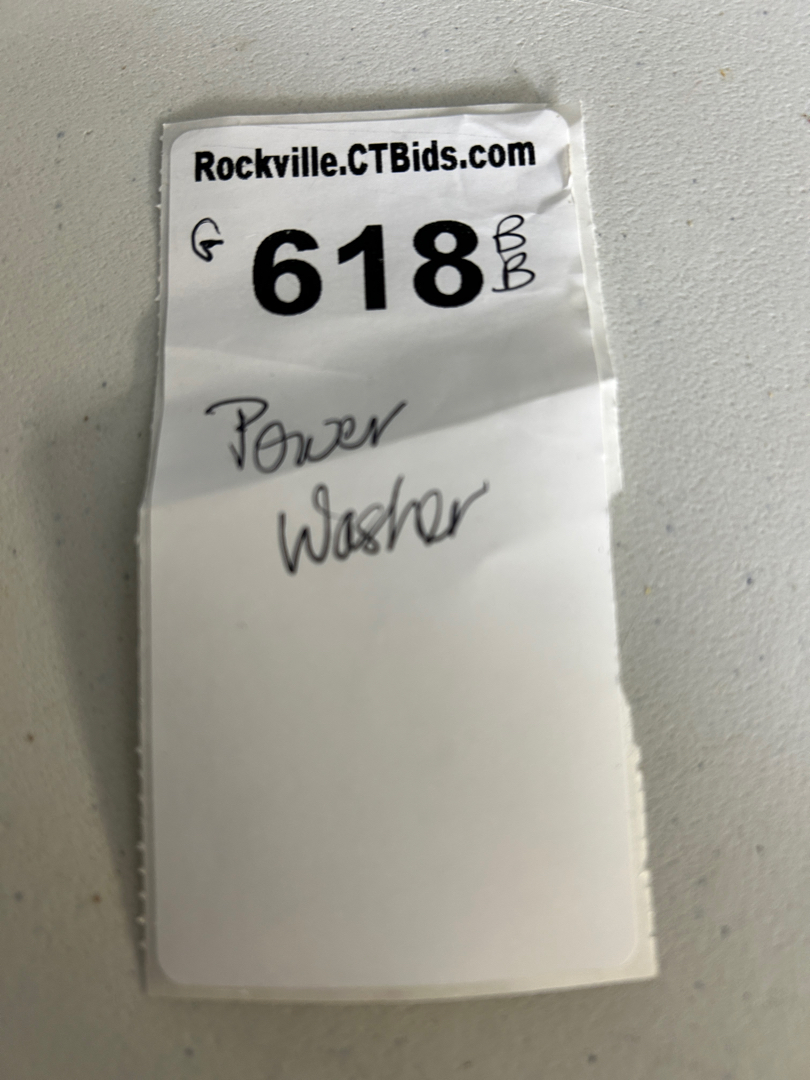 Rockville.CTBids.com
G 618 B
B
Power
Washer